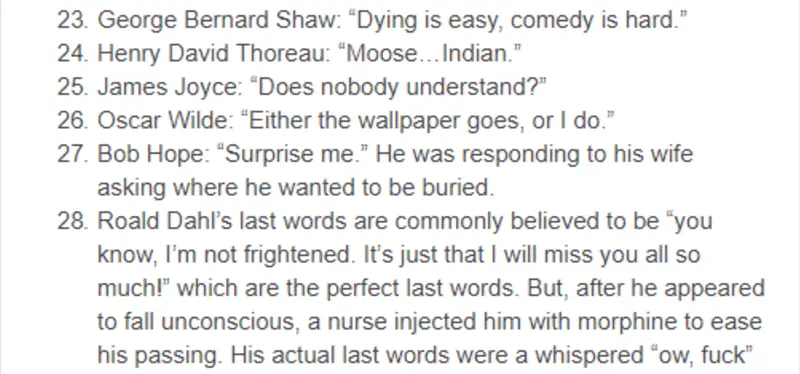 23. George Bernard Shaw: “Dying is easy, comedy is hard.”
24. Henry David Thoreau: “Moose…Indian.”
25. James Joyce: “Does nobody understand?”
26. Oscar Wilde: “Either the wallpaper goes, or I do.”
27. Bob Hope: “Surprise me.” He was responding to his wife
asking where he wanted to be buried.
28. Roald Dahl’s last words are commonly believed to be “you
know, I’m not frightened. It’s just that I will miss you all so
much!” which are the perfect last words. But, after he appeared
to fall unconscious, a nurse injected him with morphine to ease
his passing. His actual last words were a whispered “ow, fuck”